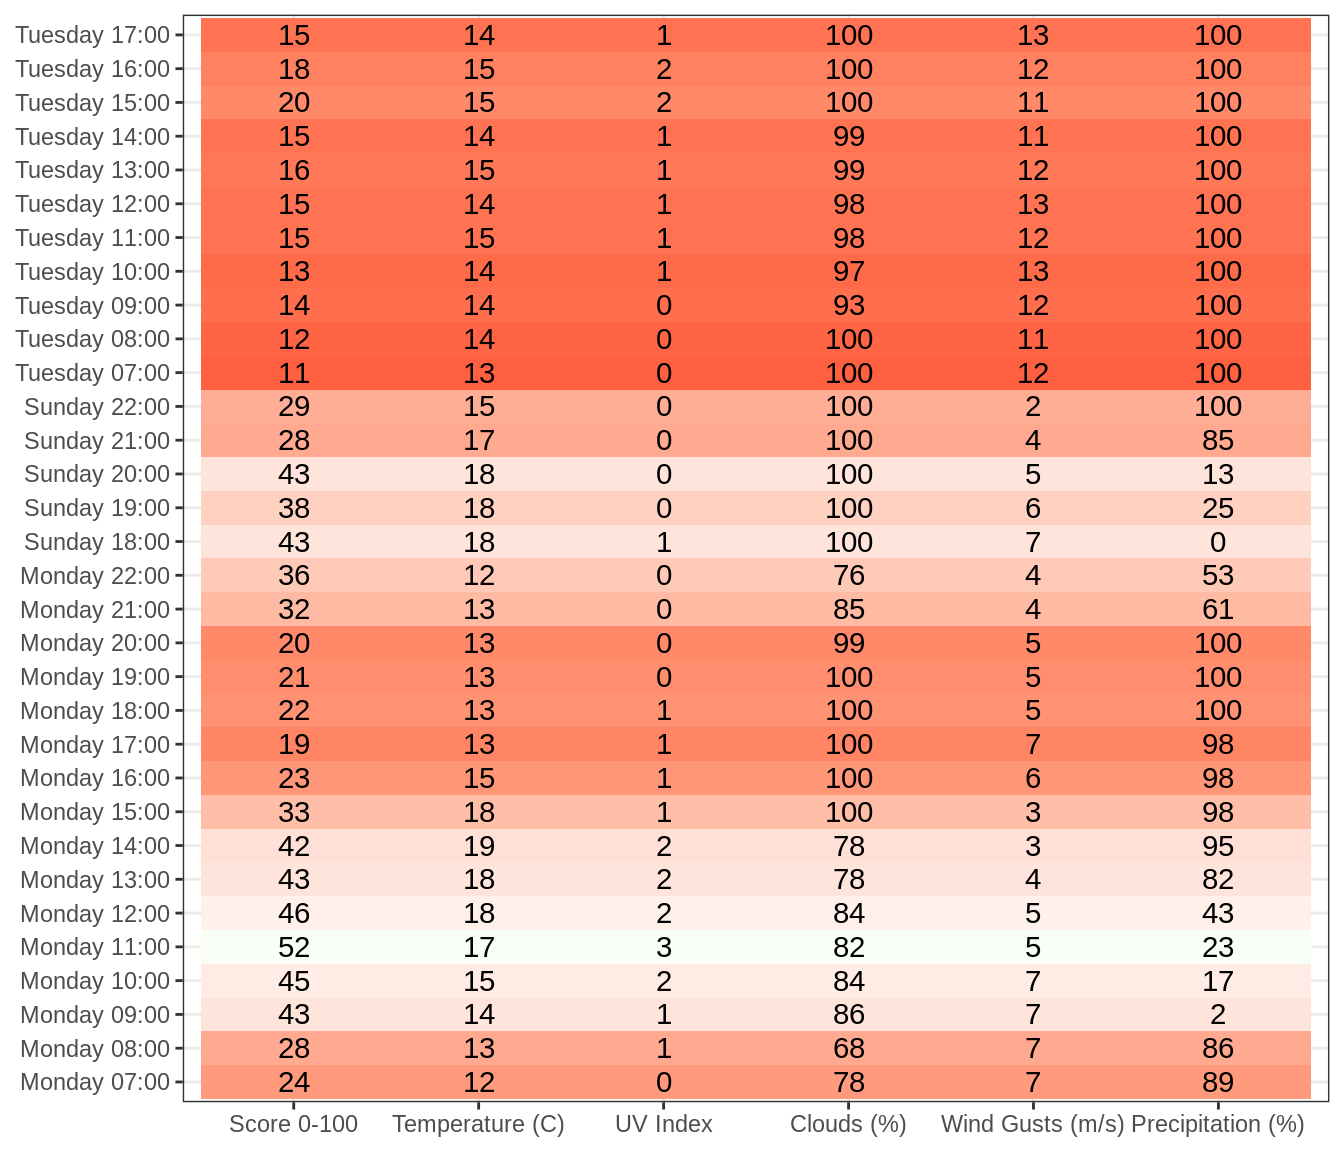 Tuesday 17:00 15 14 1 100 13 100
Tuesday 16:00 18 15 2 100 12 100
Tuesday 15:00 20 15 2 100 11 100
Tuesday 14:00 15 14 1 99 11 100
Tuesday 13:00 16 15 1 99 12 100
Tuesday 12:00 15 14 1 98 13 100
Tuesday 11:00 15 15 1 98 12 100
Tuesday 10:00 13 14 1 97 13 100
Tuesday 09:00 14 14 0 93 12 100
Tuesday 08:00 12 14 0 100 11 100
Tuesday 07:00 11 13 0 100 12 100
Sunday 22:00 29 15 0 100 2 100
Sunday 21:00 28 17 0 100 4 85
Sunday 20:00 43 18 0 100 5 13
Sunday 19:00 38 18 0 100 6 25
Sunday 18:00 43 18 1 100 7 0
Monday 22:00 36 12 0 76 4 53
Monday 21:00 32 13 0 85 4 61
Monday 20:00 20 13 0 99 5 100
Monday 19:00 21 13 0 100 5 100
Monday 18:00 22 13 1 100 5 100
Monday 17:00 19 13 1 100 7 98
Monday 16:00 23 15 1 100 6 98
Monday 15:00 33 18 1 100 3 98
Monday 14:00 42 19 2 78 3 95
Monday 13:00 43 18 2 78 4 82
Monday 12:00 46 18 2 84 5 43
Monday 11:00 52 17 3 82 5 23
Monday 10:00 45 15 2 84 7 17
Monday 09:00 43 14 1 86 7 2
Monday 08:00 28 13 1 68 7 86
Monday 07:00 24 12 0 78 7 89
Score 0-100 Temperature (C) UV Index Clouds (%) Wind Gusts (m/s) Precipitation (%)